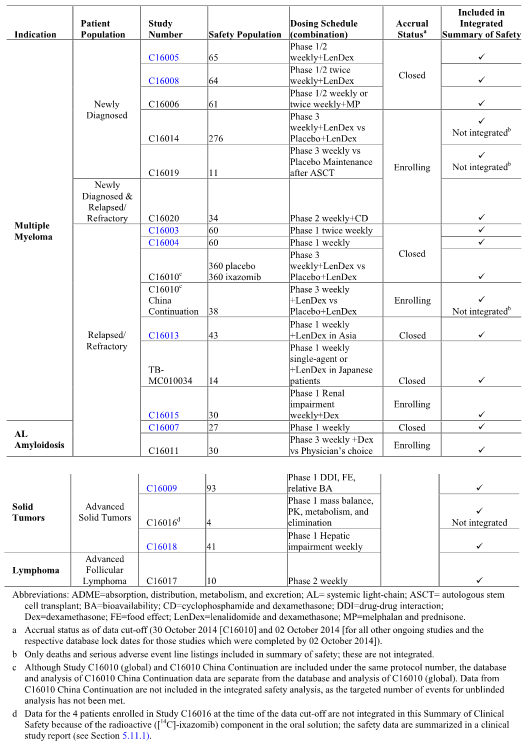 Indication Patient Population Study Number Safety Population Dosing Schedule (combination) Accrual Statusᵃ Included in Integrated Summary of Safety
Multiple Myeloma
Newly Diagnosed
C16005 65 Phase 1/2 weekly+LenDex Closed ✓
C16008 64 Phase 1/2 twice weekly+LenDex ✓
C16006 61 Phase 1/2 weekly or twice weekly+MP ✓
C16014 276 Phase 3 weekly+LenDex vs Placebo+LenDex Enrolling ✓ Not integratedᵇ
C16019 11 Phase 3 weekly vs Placebo Maintenance after ASCT ✓ Not integratedᵇ
Newly Diagnosed & Relapsed/ Refractory
C16020 34 Phase 2 weekly+CD ✓
Relapsed/ Refractory
C16003 60 Phase 1 twice weekly Closed ✓
C16004 60 Phase 1 weekly ✓
C16010ᶜ 360 placebo 360 ixazomib Phase 3 weekly+LenDex vs Placebo+LenDex ✓
C16010ᶜ China Continuation 38 Phase 3 weekly +LenDex vs Placebo+LenDex Enrolling ✓ Not integratedᵇ
C16013 43 Phase 1 weekly +LenDex in Asia Closed ✓
TB-MC010034 14 Phase 1 weekly single-agent or +LenDex in Japanese patients Closed ✓
C16015 30 Phase 1 Renal impairment weekly+Dex Enrolling ✓
AL Amyloidosis
C16007 27 Phase 1 weekly Closed ✓
C16011 30 Phase 3 weekly +Dex vs Physician's choice Enrolling ✓
Solid Tumors Advanced Solid Tumors
C16009 93 Phase 1 DDI, FE, relative BA ✓
C16016ᵈ 4 Phase 1 mass balance, PK, metabolism, and elimination ✓ Not integrated
C16018 41 Phase 1 Hepatic impairment weekly ✓
Lymphoma Advanced Follicular Lymphoma C16017 10 Phase 2 weekly ✓
Abbreviations: ADME=absorption, distribution, metabolism, and excretion; AL= systemic light-chain; ASCT= autologous stem
cell transplant; BA=bioavailability; CD=cyclophosphamide and dexamethasone; DDI=drug-drug interaction;
Dex=dexamethasone; FE=food effect; LenDex=lenalidomide and dexamethasone; MP=melphalan and prednisone.
a Accrual status as of data cut-off (30 October 2014 [C16010] and 02 October 2014 [for all other ongoing studies and the
respective database lock dates for those studies which were completed by 02 October 2014]).
b Only deaths and serious adverse event line listings included in summary of safety; these are not integrated.
c Although Study C16010 (global) and C16010 China Continuation are included under the same protocol number, the database
and analysis of C16010 China Continuation data are separate from the database and analysis of C16010 (global). Data from
C16010 China Continuation are not included in the integrated safety analysis, as the targeted number of events for unblinded
analysis has not been met.
d Data for the 4 patients enrolled in Study C16016 at the time of the data cut-off are not integrated in this Summary of Clinical
Safety because of the radioactive ([¹⁴C]-ixazomib) component in the oral solution; the safety data are summarized in a clinical
study report (see Section 5.11.1).